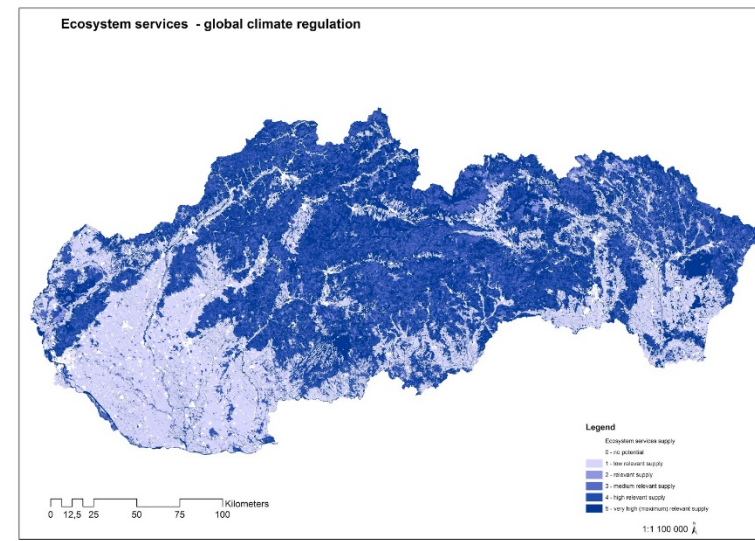 Ecosystem services - global climate regulation
Legend
Ecosystem services supply
0 - no potential
1 - low relevant supply
2 - relevant supply
3 - medium relevant supply
4 - high relevant supply
5 - very high (maximum) relevant supply
Kilometers
0 12,5 25 50 75 100
1:1 100 000